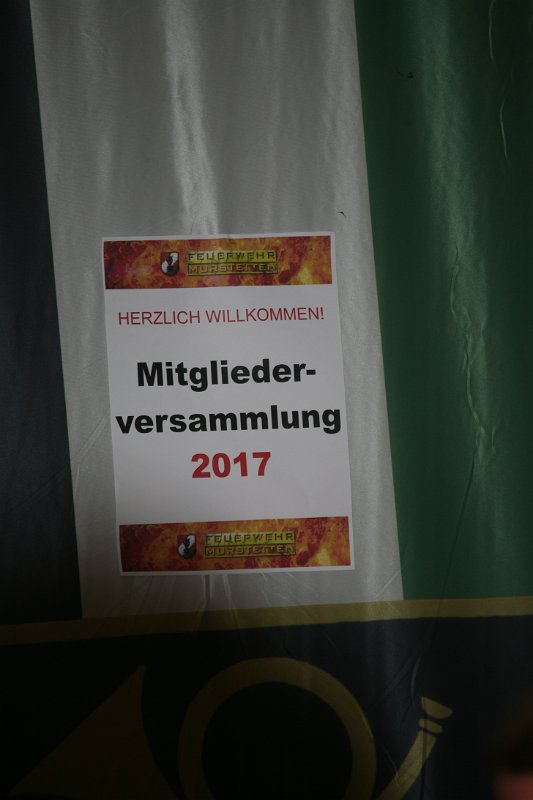 FEUERWEHR
MURSTETTEN
HERZLICH WILLKOMMEN!
Mitglieder-
versammlung
2017
FEUERWEHR
MURSTETTEN